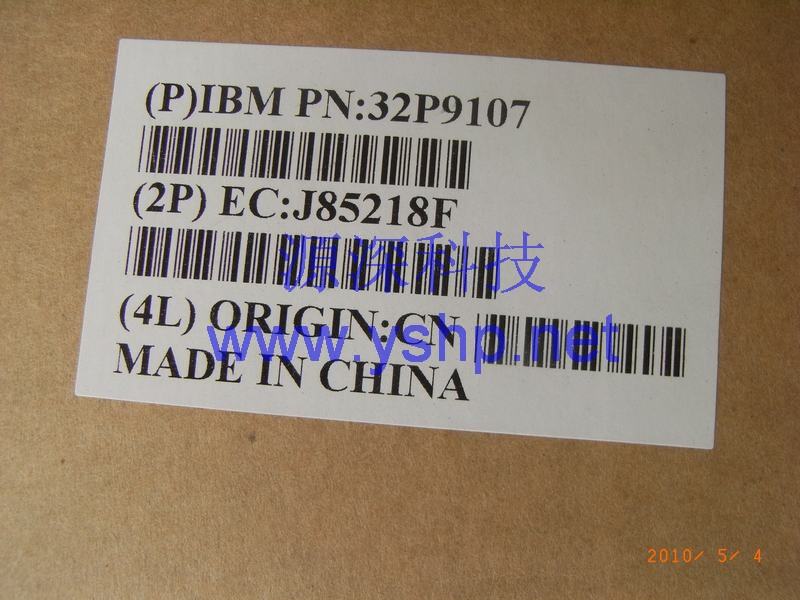 (P)IBM PN:32P9107
(2P) EC:J85218F
源深科技
(4L) ORIGIN:CN
www.yshp.net
MADE IN CHINA
2010/ 5/ 4